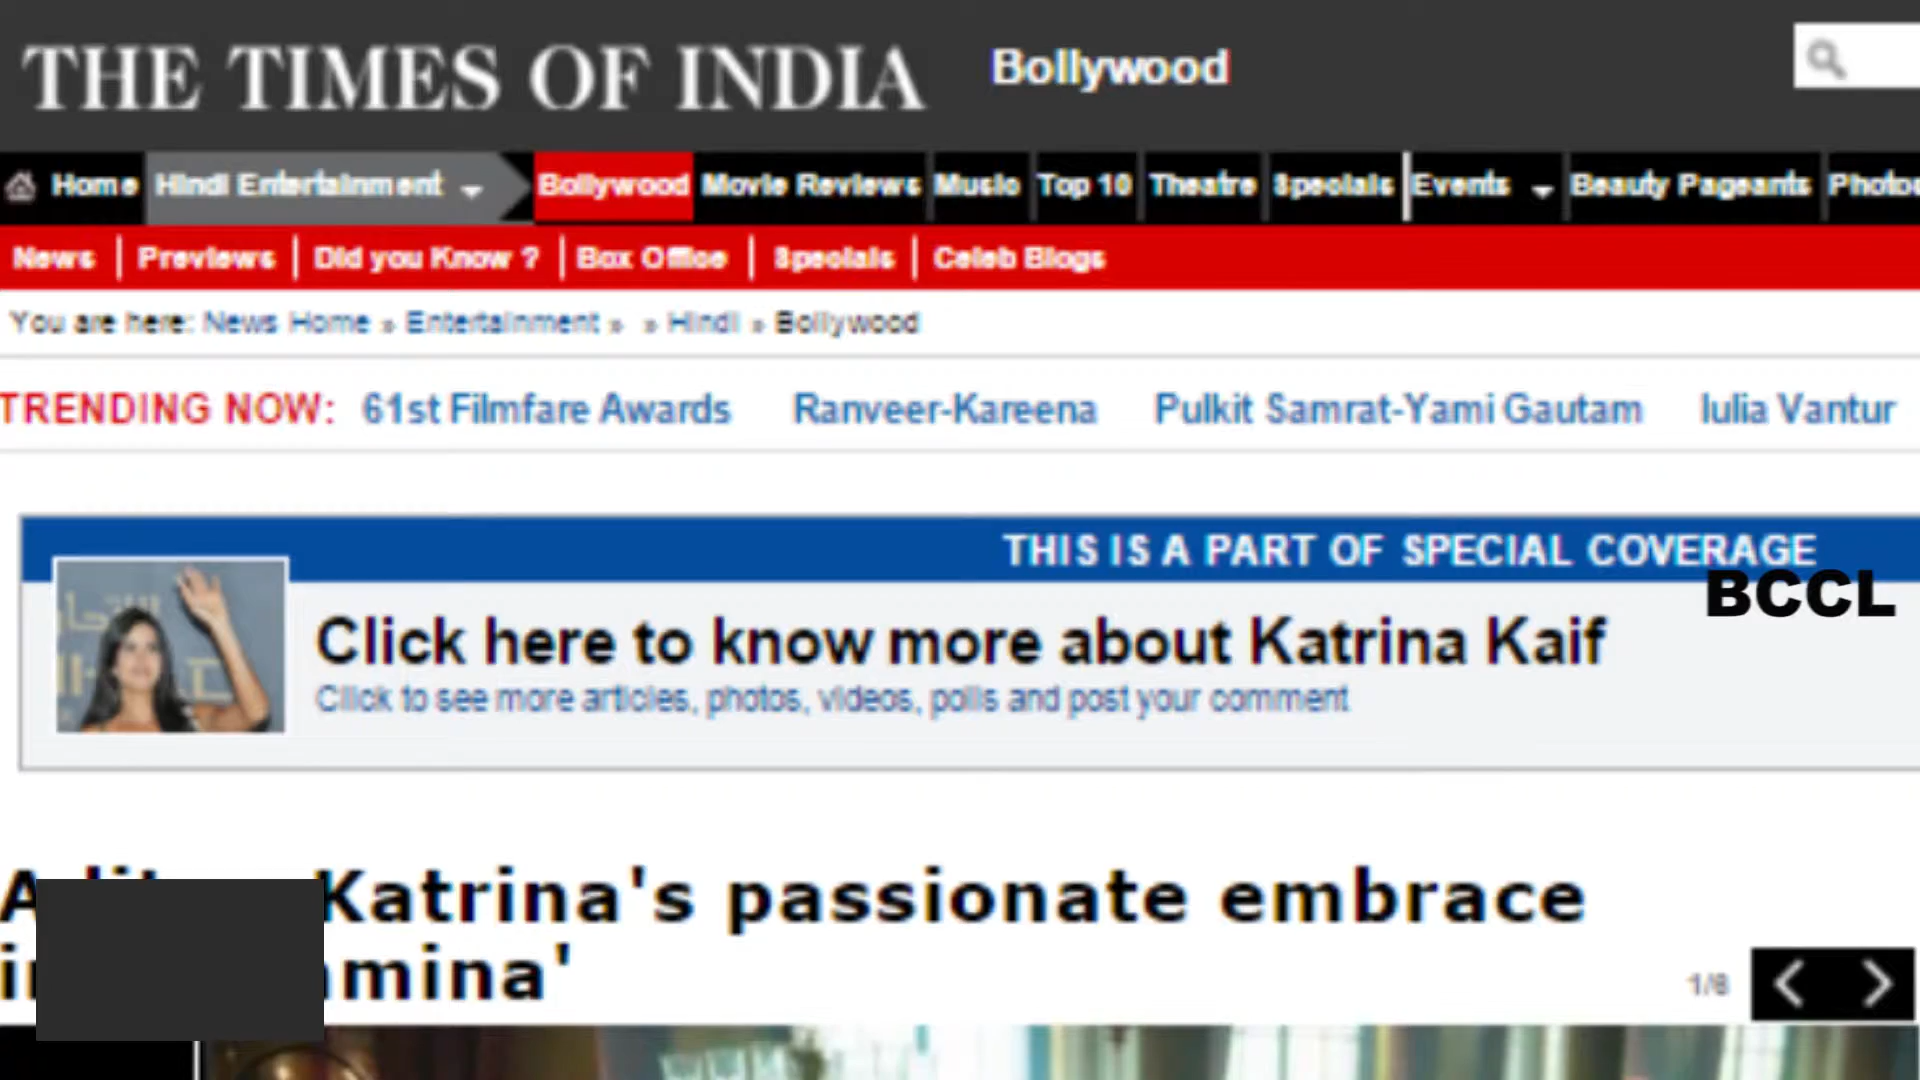 THE TIMES OF INDIA Bollywood
Home Hindi Entertainment Bollywood Movie Reviews Music Top 10 Theatre Specials Events Beauty Pageants Photos
News Previews Did you Know ? Box Office Specials Celeb Blogs
You are here: News Home » Entertainment » » Hindi » Bollywood
TRENDING NOW: 61st Filmfare Awards Ranveer-Kareena Pulkit Samrat-Yami Gautam Iulia Vantur
THIS IS A PART OF SPECIAL COVERAGE
BCCL
Click here to know more about Katrina Kaif
Click to see more articles, photos, videos, polls and post your comment
Katrina's passionate embrace
1/8